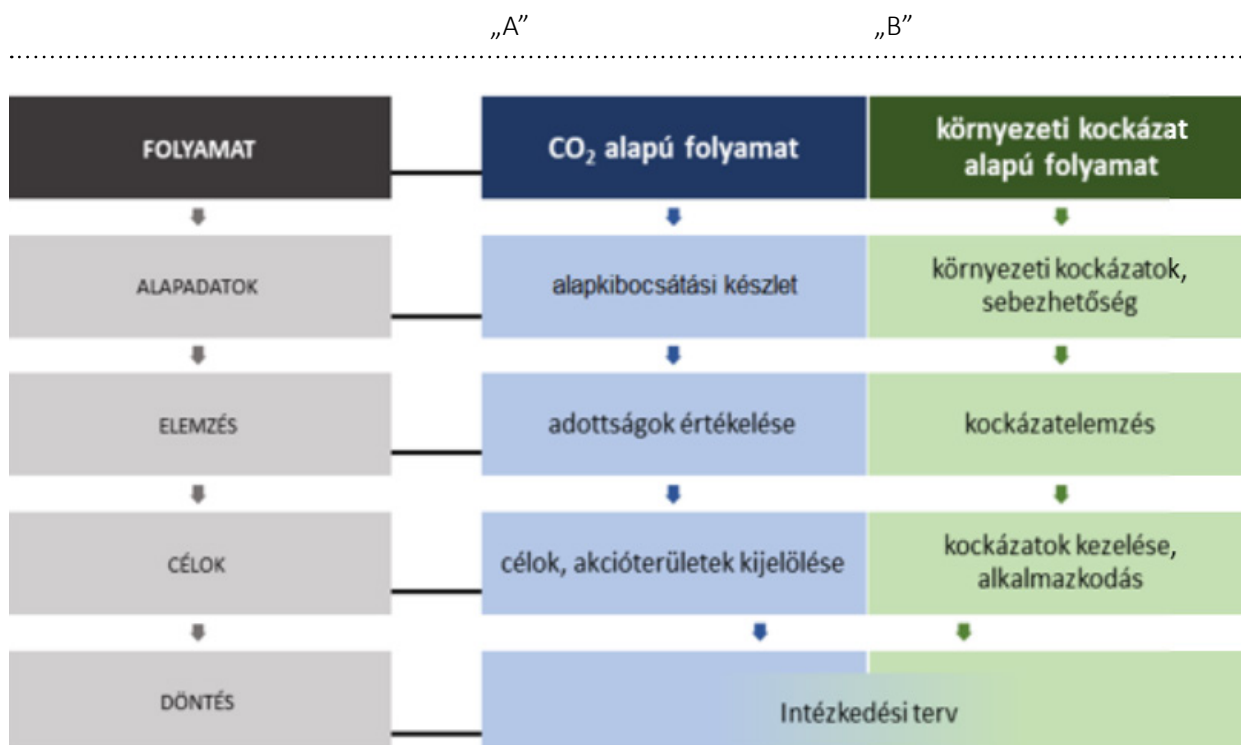 „A” „B”
FOLYAMAT
CO₂ alapú folyamat
környezeti kockázat
alapú folyamat
ALAPADATOK
alapkibocsátási készlet
környezeti kockázatok,
sebezhetőség
ELEMZÉS
adottságok értékelése
kockázatelemzés
CÉLOK
célok, akcióterületek kijelölése
kockázatok kezelése,
alkalmazkodás
DÖNTÉS
Intézkedési terv